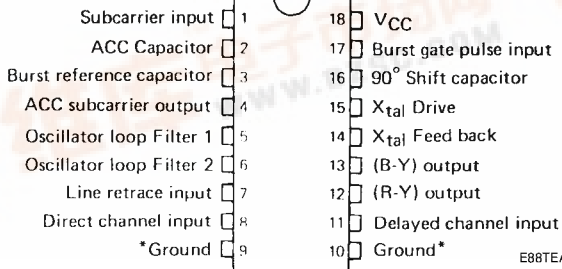 Subcarrier input 1 18 VCC
ACC Capacitor 2 17 Burst gate pulse input
Burst reference capacitor 3 16 90° Shift capacitor
ACC subcarrier output 4 15 Xtal Drive
Oscillator loop Filter 1 5 14 Xtal Feed back
Oscillator loop Filter 2 6 13 (B-Y) output
Line retrace input 7 12 (R-Y) output
Direct channel input 8 11 Delayed channel input
*Ground 9 10 Ground*
E88TEA